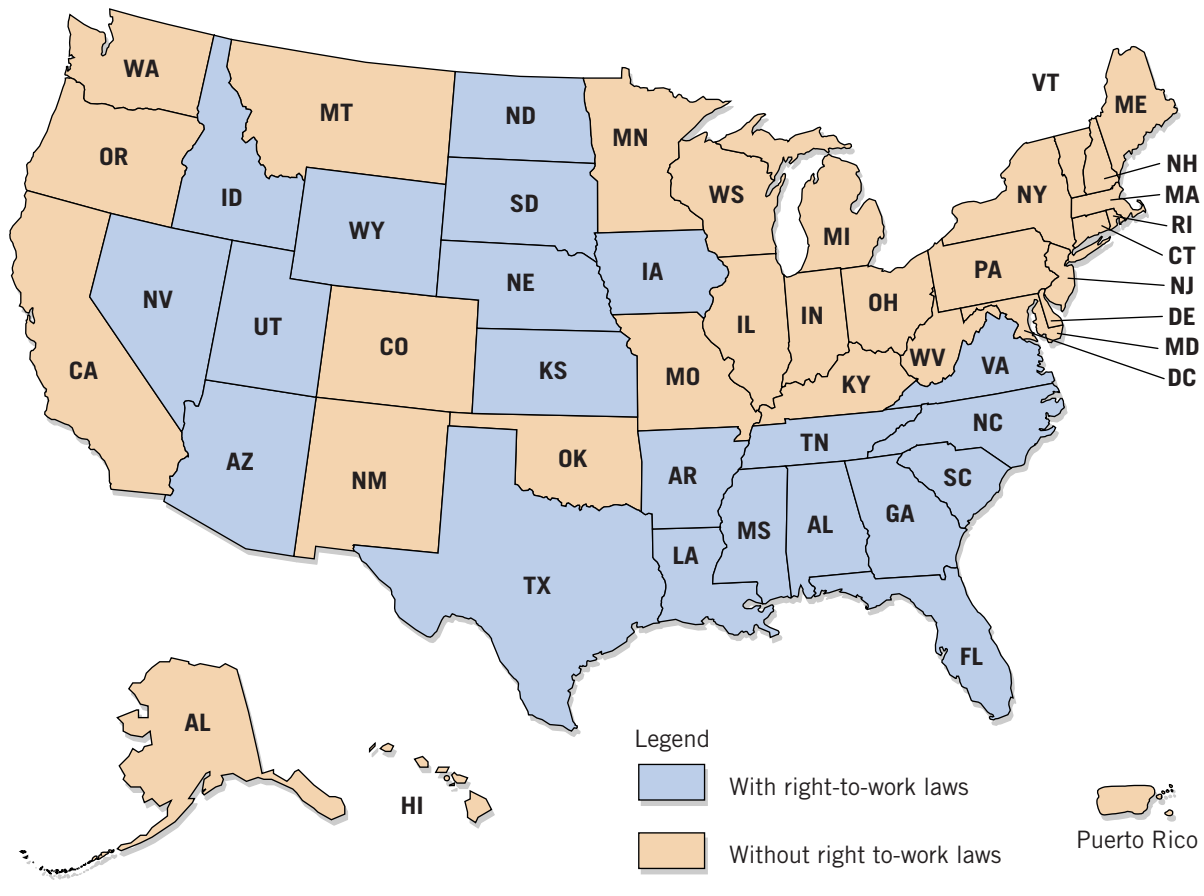 WA
MT
ND
MN
VT
ME
OR
ID
WY
SD
WS
MI
NY
NH
MA
RI
CT
NJ
DE
MD
DC
NV
UT
NE
IA
PA
CA
CO
KS
MO
IL
IN
OH
WV
VA
KY
AZ
NM
OK
AR
TN
NC
SC
TX
LA
MS
AL
GA
FL
AL
HI
Legend
With right-to-work laws
Without right to-work laws
Puerto Rico